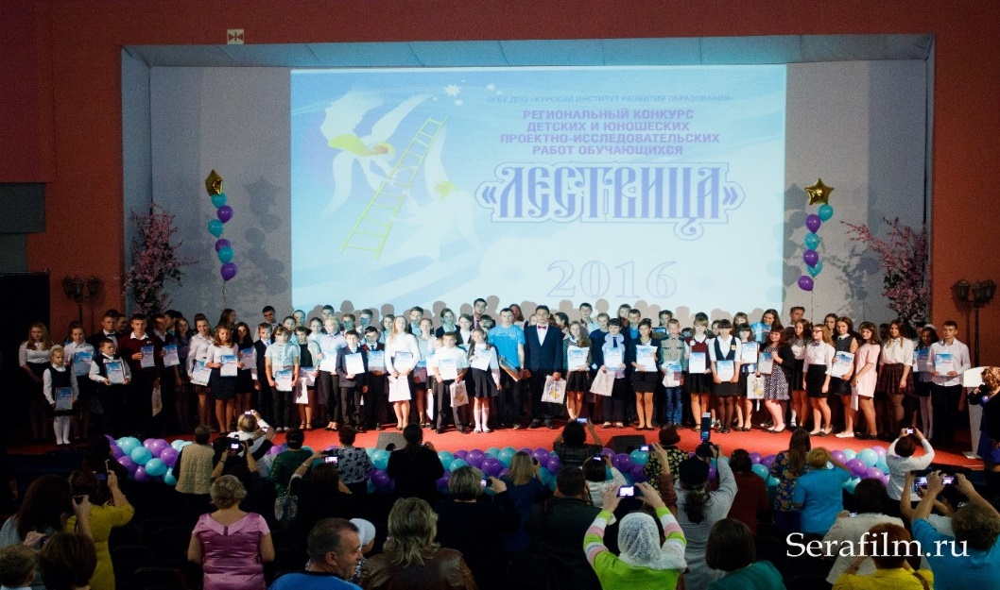 ОГБУ ДПО «КУРСКИЙ ИНСТИТУТ РАЗВИТИЯ ОБРАЗОВАНИЯ»
РЕГИОНАЛЬНЫЙ КОНКУРС
ДЕТСКИХ И ЮНОШЕСКИХ
ПРОЕКТНО-ИССЛЕДОВАТЕЛЬСКИХ
РАБОТ ОБУЧАЮЩИХСЯ
«ЛЕСТВИЦА»
2016
Serafilm.ru